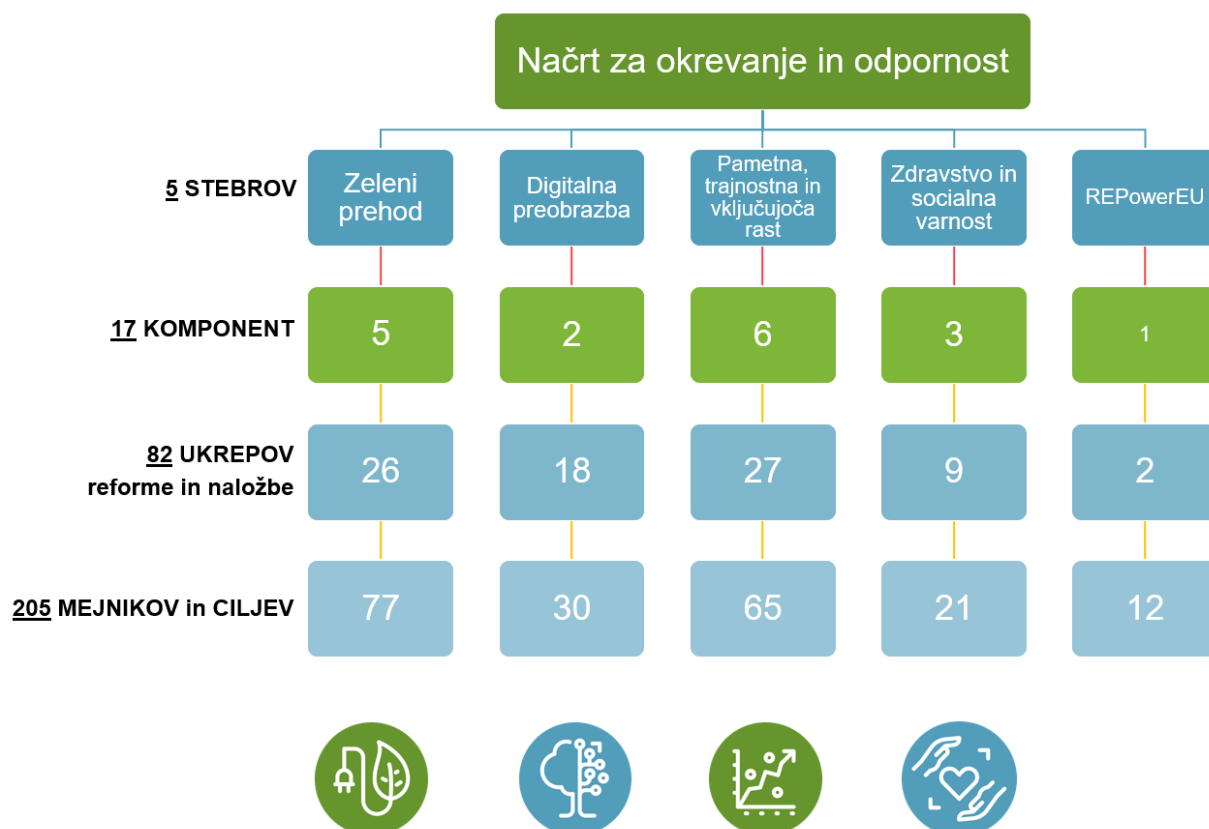 Načrt za okrevanje in odpornost
5 STEBROV
Zeleni
prehod
Digitalna
preobrazba
Pametna,
trajnostna in
vključujoča
rast
Zdravstvo in
socialna
varnost
REPowerEU
17 KOMPONENT
5
2
6
3
1
82 UKREPOV
reforme in naložbe
26
18
27
9
2
205 MEJNIKOV in CILJEV
77
30
65
21
12